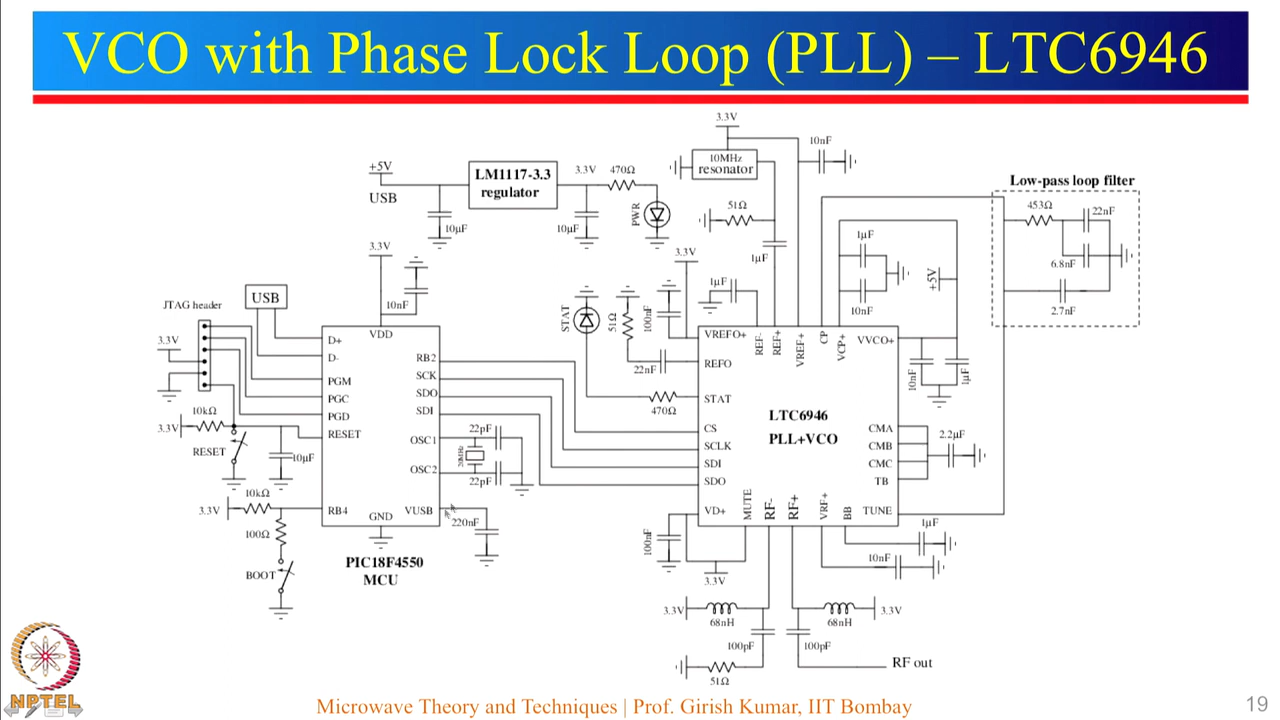 VCO with Phase Lock Loop (PLL) – LTC6946
+5V
USB
LM1117-3.3
regulator
3.3V
470Ω
PWR
10μF
10μF
3.3V
10MHz
resonator
10nF
51Ω
1μF
Low-pass loop filter
453Ω
22nF
6.8nF
2.7nF
3.3V
10nF
JTAG header
USB
3.3V
10kΩ
3.3V
RESET
10μF
10kΩ
3.3V
100Ω
BOOT
VDD
D+
D-
PGM
PGC
PGD
RESET
RB4
GND
RB2
SCK
SDO
SDI
OSC1
OSC2
VUSB
PIC18F4550
MCU
22pF
20MHz
22pF
220nF
STAT
51Ω
100nF
3.3V
22nF
470Ω
1μF
1μF
10nF
+5V
10nF
1μF
VREFO+
REFO
STAT
CS
SCLK
SDI
SDO
VD+
REF-
REF+
VREF+
CP
VCP+
VVCO+
LTC6946
PLL+VCO
CMA
CMB
CMC
TB
TUNE
MUTE
RF-
RF+
VRF+
BB
2.2μF
1μF
10nF
100nF
3.3V
3.3V
68nH
68nH
3.3V
100pF
100pF
51Ω
RF out
NPTEL
Microwave Theory and Techniques | Prof. Girish Kumar, IIT Bombay
19